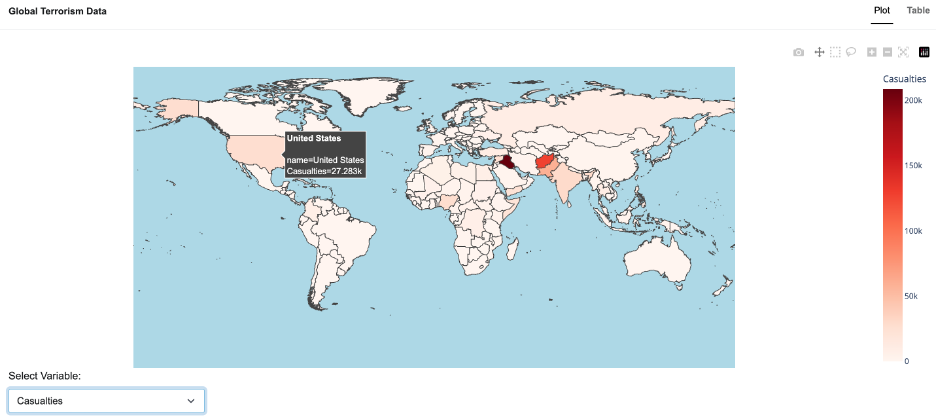 Global Terrorism Data
Plot
Table
Casualties
200k
150k
100k
50k
0
United States
name=United States
Casualties=27.283k
Select Variable:
Casualties